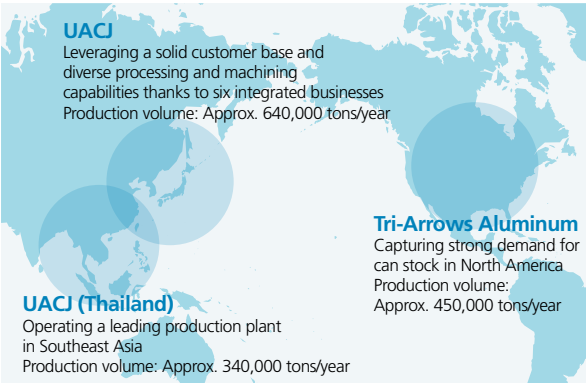 UACJ
Leveraging a solid customer base and
diverse processing and machining
capabilities thanks to six integrated businesses
Production volume: Approx. 640,000 tons/year
Tri-Arrows Aluminum
Capturing strong demand for
can stock in North America
Production volume:
Approx. 450,000 tons/year
UACJ (Thailand)
Operating a leading production plant
in Southeast Asia
Production volume: Approx. 340,000 tons/year